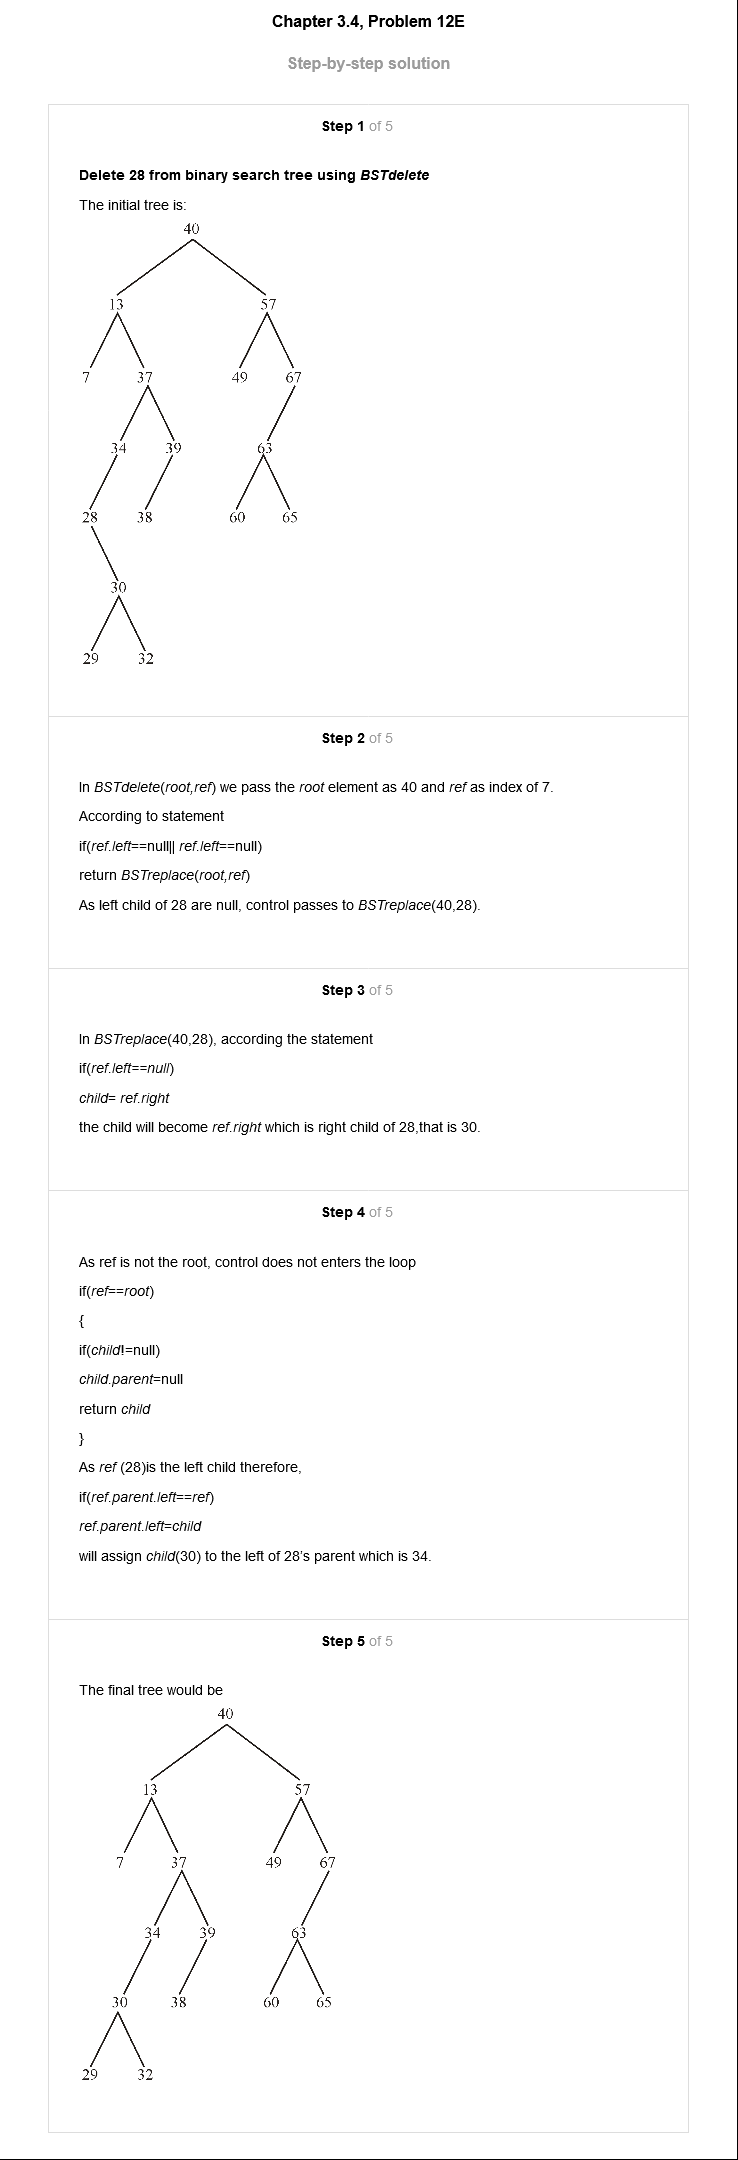 Chapter 3.4, Problem 12E
Step-by-step solution
Step 1 of 5
Delete 28 from binary search tree using BSTdelete
The initial tree is:
40
13 57
7 37 49 67
34 39 63
28 38 60 65
30
29 32
Step 2 of 5
In BSTdelete(root,ref) we pass the root element as 40 and ref as index of 7.
According to statement
if(ref.left==null|| ref.left==null)
return BSTreplace(root,ref)
As left child of 28 are null, control passes to BSTreplace(40,28).
Step 3 of 5
In BSTreplace(40,28), according the statement
if(ref.left==null)
child= ref.right
the child will become ref.right which is right child of 28,that is 30.
Step 4 of 5
As ref is not the root, control does not enters the loop
if(ref==root)
{
if(child!=null)
child.parent=null
return child
}
As ref (28)is the left child therefore,
if(ref.parent.left==ref)
ref.parent.left=child
will assign child(30) to the left of 28's parent which is 34.
Step 5 of 5
The final tree would be
40
13 57
7 37 49 67
34 39 63
30 38 60 65
29 32